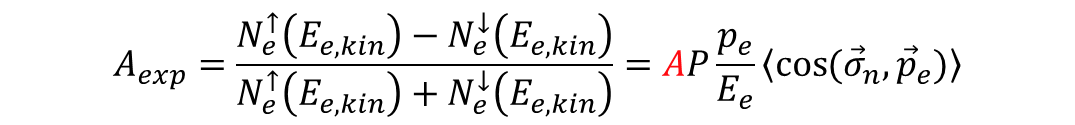 $A_{exp} = \frac{N_e^{\uparrow}(E_{e,kin}) - N_e^{\downarrow}(E_{e,kin})}{N_e^{\uparrow}(E_{e,kin}) + N_e^{\downarrow}(E_{e,kin})} = AP\frac{p_e}{E_e}\langle\cos(\vec{\sigma}_n, \vec{p}_e)\rangle$